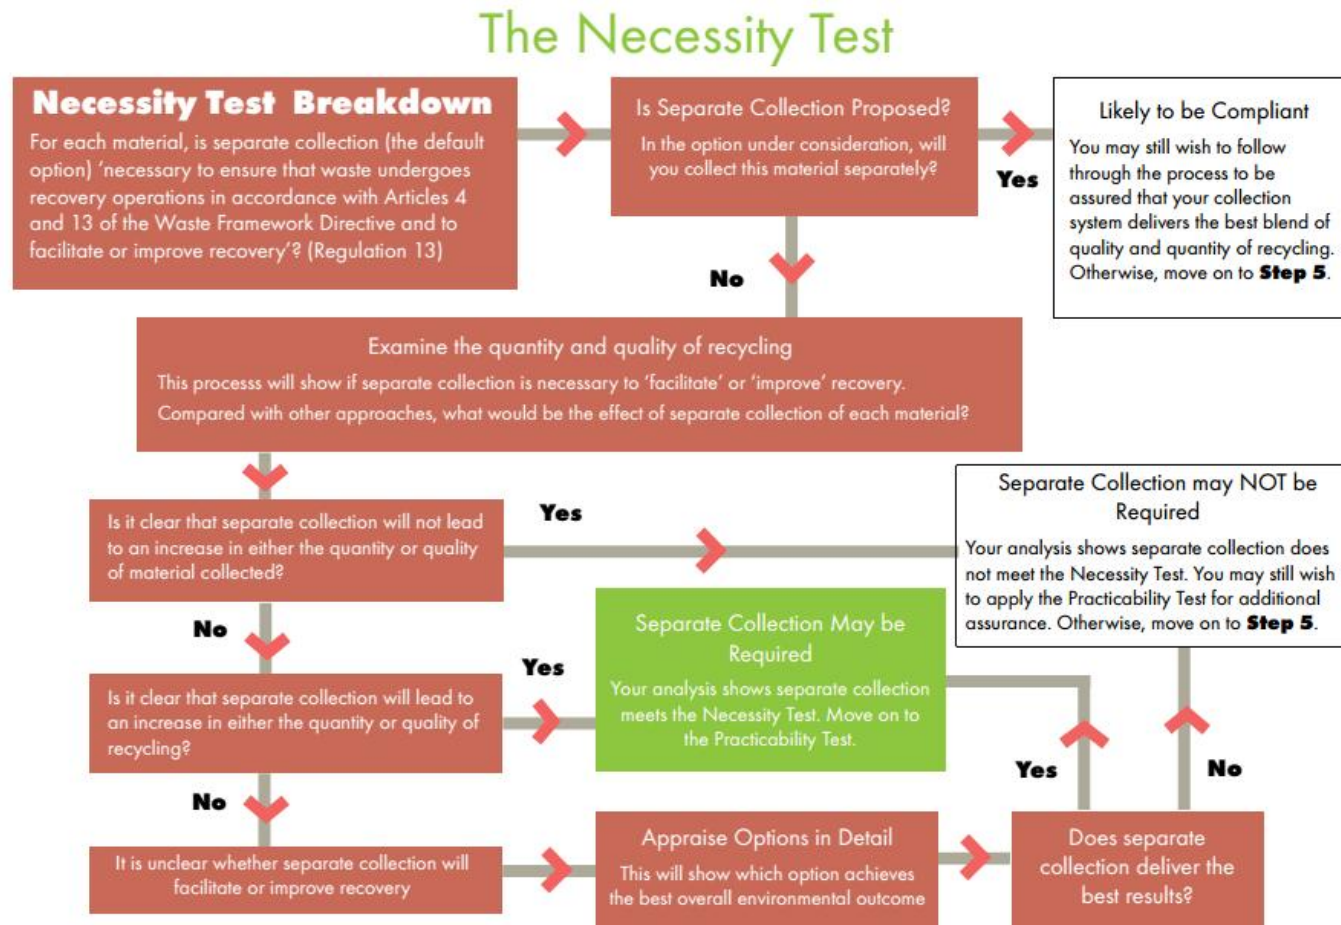 The Necessity Test
Necessity Test Breakdown
For each material, is separate collection (the default
option) ‘necessary to ensure that waste undergoes
recovery operations in accordance with Articles 4
and 13 of the Waste Framework Directive and to
facilitate or improve recovery’? (Regulation 13)
Is Separate Collection Proposed?
In the option under consideration, will
you collect this material separately?
Yes
Likely to be Compliant
You may still wish to follow
through the process to be
assured that your collection
system delivers the best blend of
quality and quantity of recycling.
Otherwise, move on to Step 5.
No
Examine the quantity and quality of recycling
This processs will show if separate collection is necessary to ‘facilitate’ or ‘improve’ recovery.
Compared with other approaches, what would be the effect of separate collection of each material?
Is it clear that separate collection will not lead
to an increase in either the quantity or quality
of material collected?
Yes
Separate Collection may NOT be
Required
Your analysis shows separate collection does
not meet the Necessity Test. You may still wish
to apply the Practicability Test for additional
assurance. Otherwise, move on to Step 5.
No
Is it clear that separate collection will lead to
an increase in either the quantity or quality of
recycling?
Yes
Separate Collection May be
Required
Your analysis shows separate collection
meets the Necessity Test. Move on to
the Practicability Test.
No
It is unclear whether separate collection will
facilitate or improve recovery
Appraise Options in Detail
This will show which option achieves
the best overall environmental outcome
Does separate
collection deliver the
best results?
Yes
No